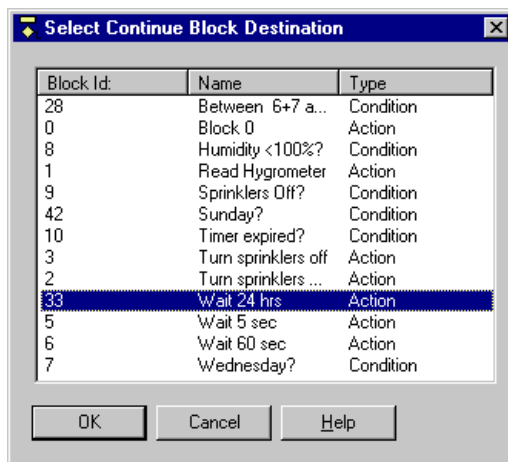 Select Continue Block Destination
Block Id: Name Type
28 Between 6+7 a... Condition
0 Block 0 Action
8 Humidity <100%? Condition
1 Read Hygrometer Action
9 Sprinklers Off? Condition
42 Sunday? Condition
10 Timer expired? Condition
3 Turn sprinklers off Action
2 Turn sprinklers ... Action
33 Wait 24 hrs Action
5 Wait 5 sec Action
6 Wait 60 sec Action
7 Wednesday? Condition
OK Cancel Help